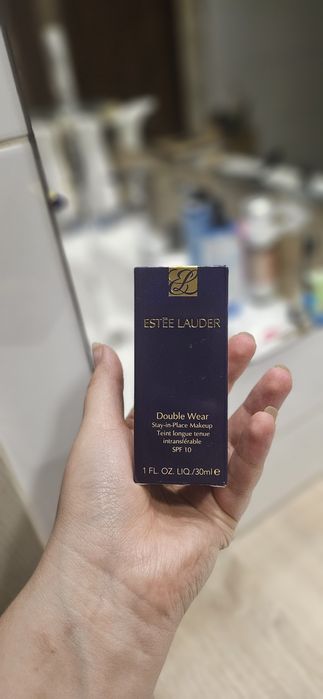 EL
ESTĒE LAUDER
Double Wear
Stay-in-Place Makeup
Teint longue tenue
intransférable
SPF 10
1 FL. OZ. LIQ./30ml e